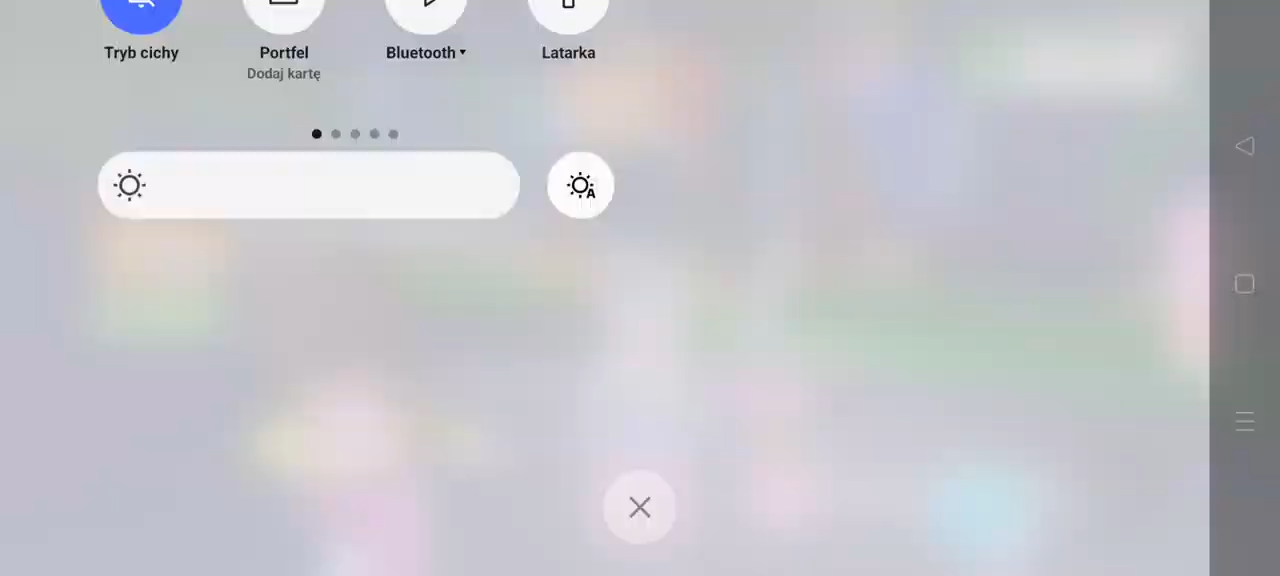 Tryb cichy
Portfel
Bluetooth
Latarka
Dodaj kartę
A